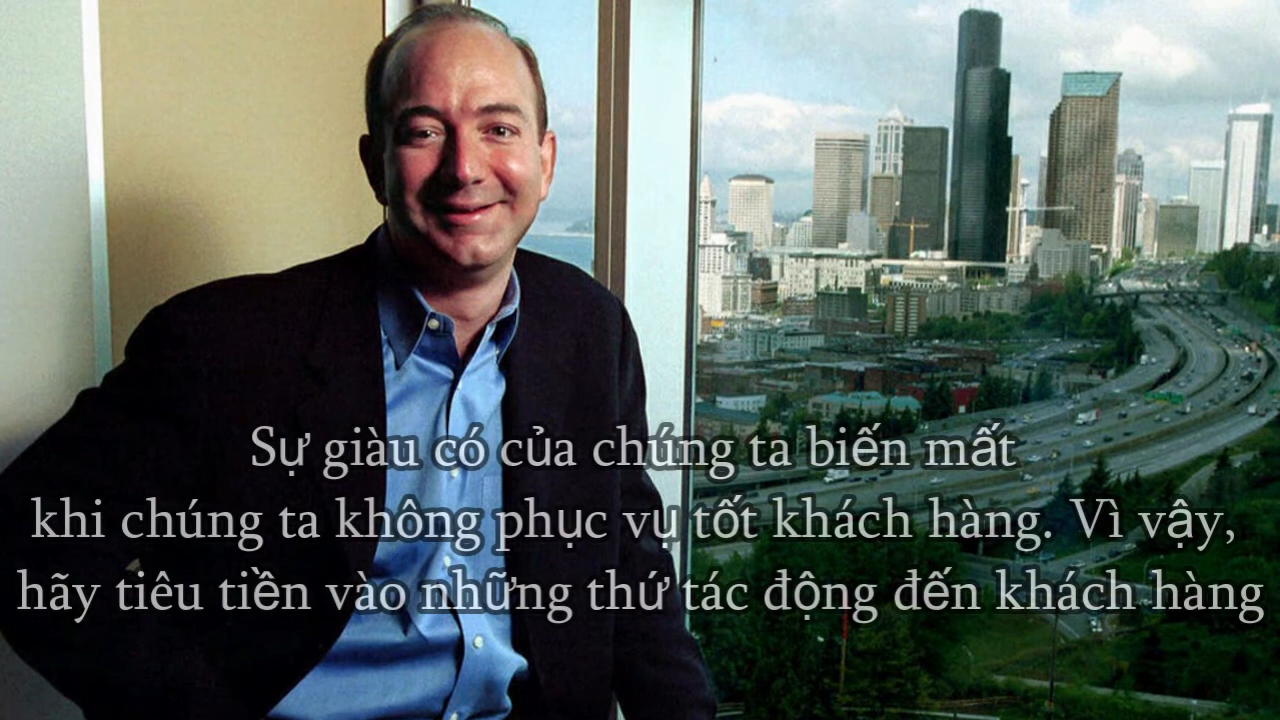 Sự giàu có của chúng ta biến mất
khi chúng ta không phục vụ tốt khách hàng. Vì vậy,
hãy tiêu tiền vào những thứ tác động đến khách hàng